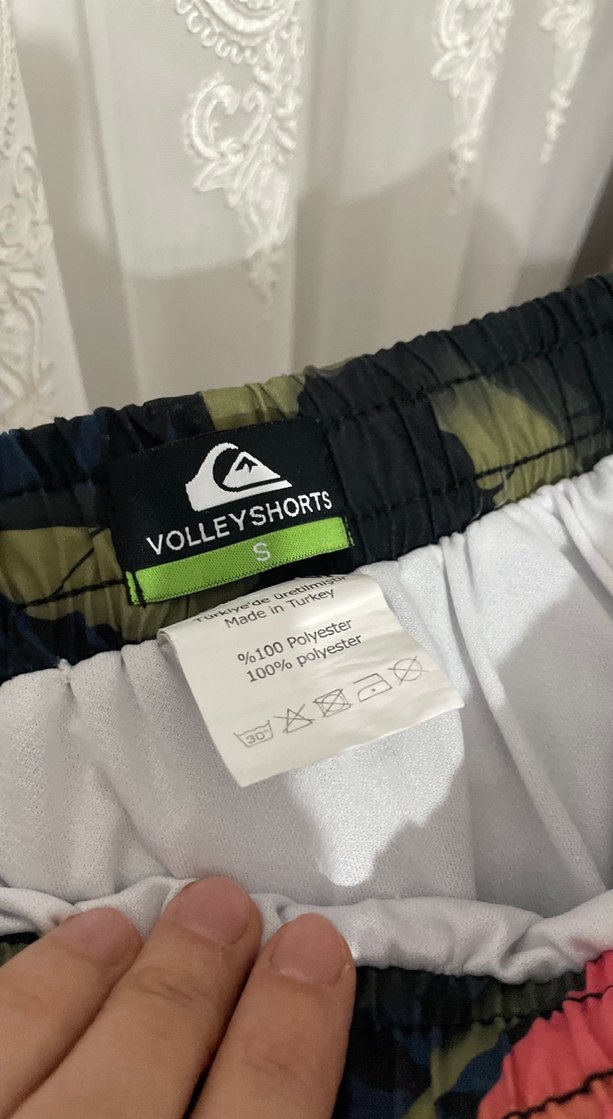 VOLLEYSHORTS
S
Türkiye'de üretilmiştir
Made in Turkey
%100 Polyester
100% polyester
30°